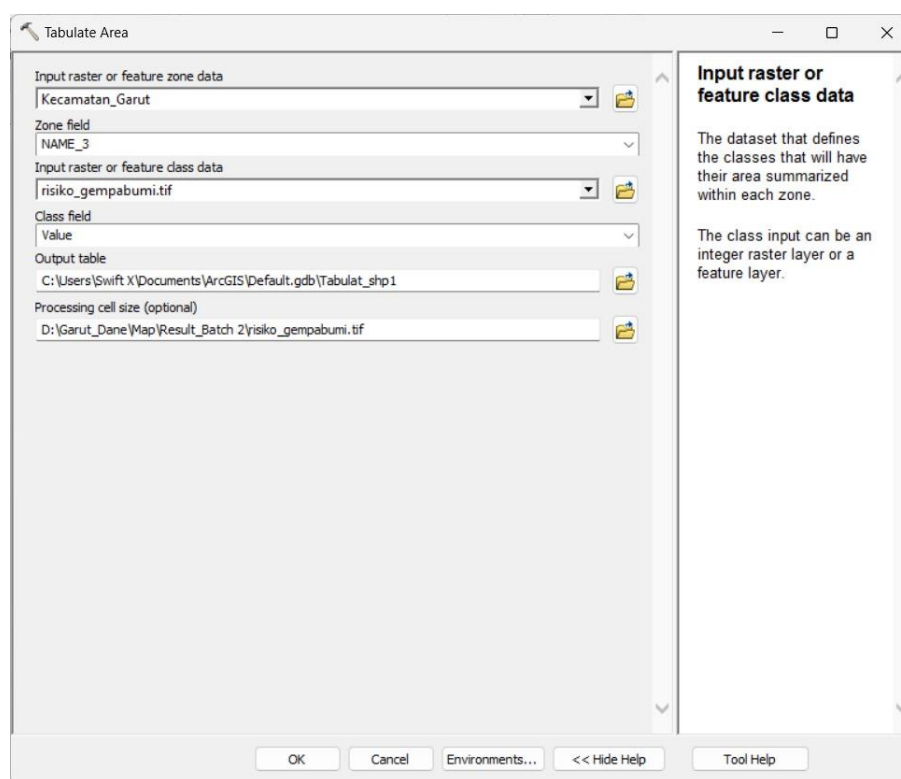 Tabulate Area
Input raster or feature zone data
Kecamatan_Garut
Zone field
NAME_3
Input raster or feature class data
risiko_gempabumi.tif
Class field
Value
Output table
C:\Users\Swift X\Documents\ArcGIS\Default.gdb\Tabulat_shp1
Processing cell size (optional)
D:\Garut_Dane\Map\Result_Batch 2\risiko_gempabumi.tif
Input raster or
feature class data
The dataset that defines
the classes that will have
their area summarized
within each zone.
The class input can be an
integer raster layer or a
feature layer.
OK
Cancel
Environments...
<< Hide Help
Tool Help